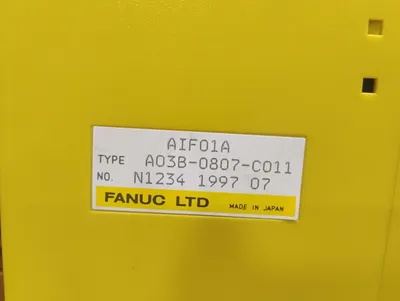 AIF01A
TYPE A03B-0807-C011
NO. N1234 1997 07
FANUC LTD MADE IN JAPAN